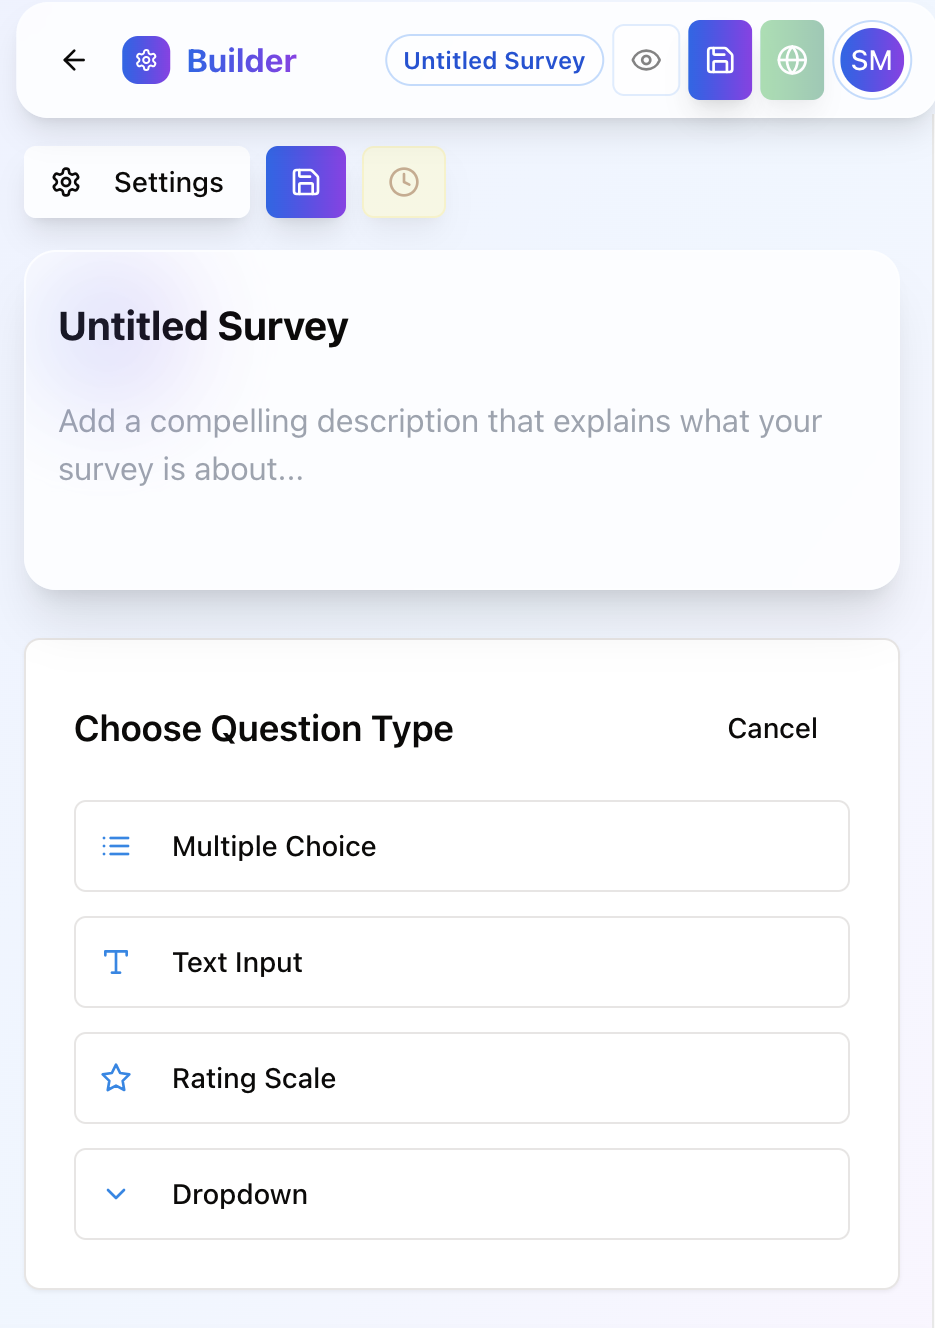 Builder
Untitled Survey
SM
Settings
Untitled Survey
Add a compelling description that explains what your
survey is about...
Choose Question Type
Cancel
Multiple Choice
Text Input
Rating Scale
Dropdown